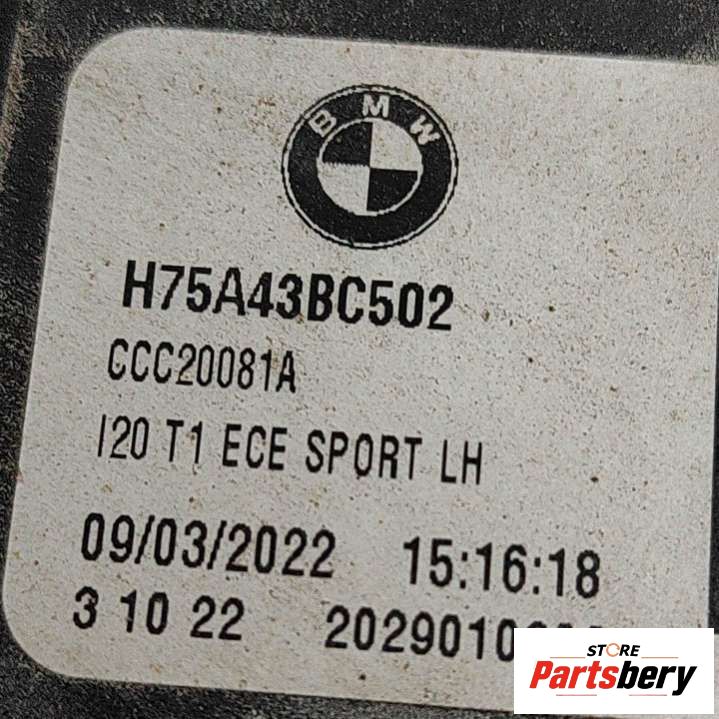 BMW
H75A43BC502
CCC20081A
I20 T1 ECE SPORT LH
09/03/2022 15:16:18
3 10 22
STORE
Partsbery